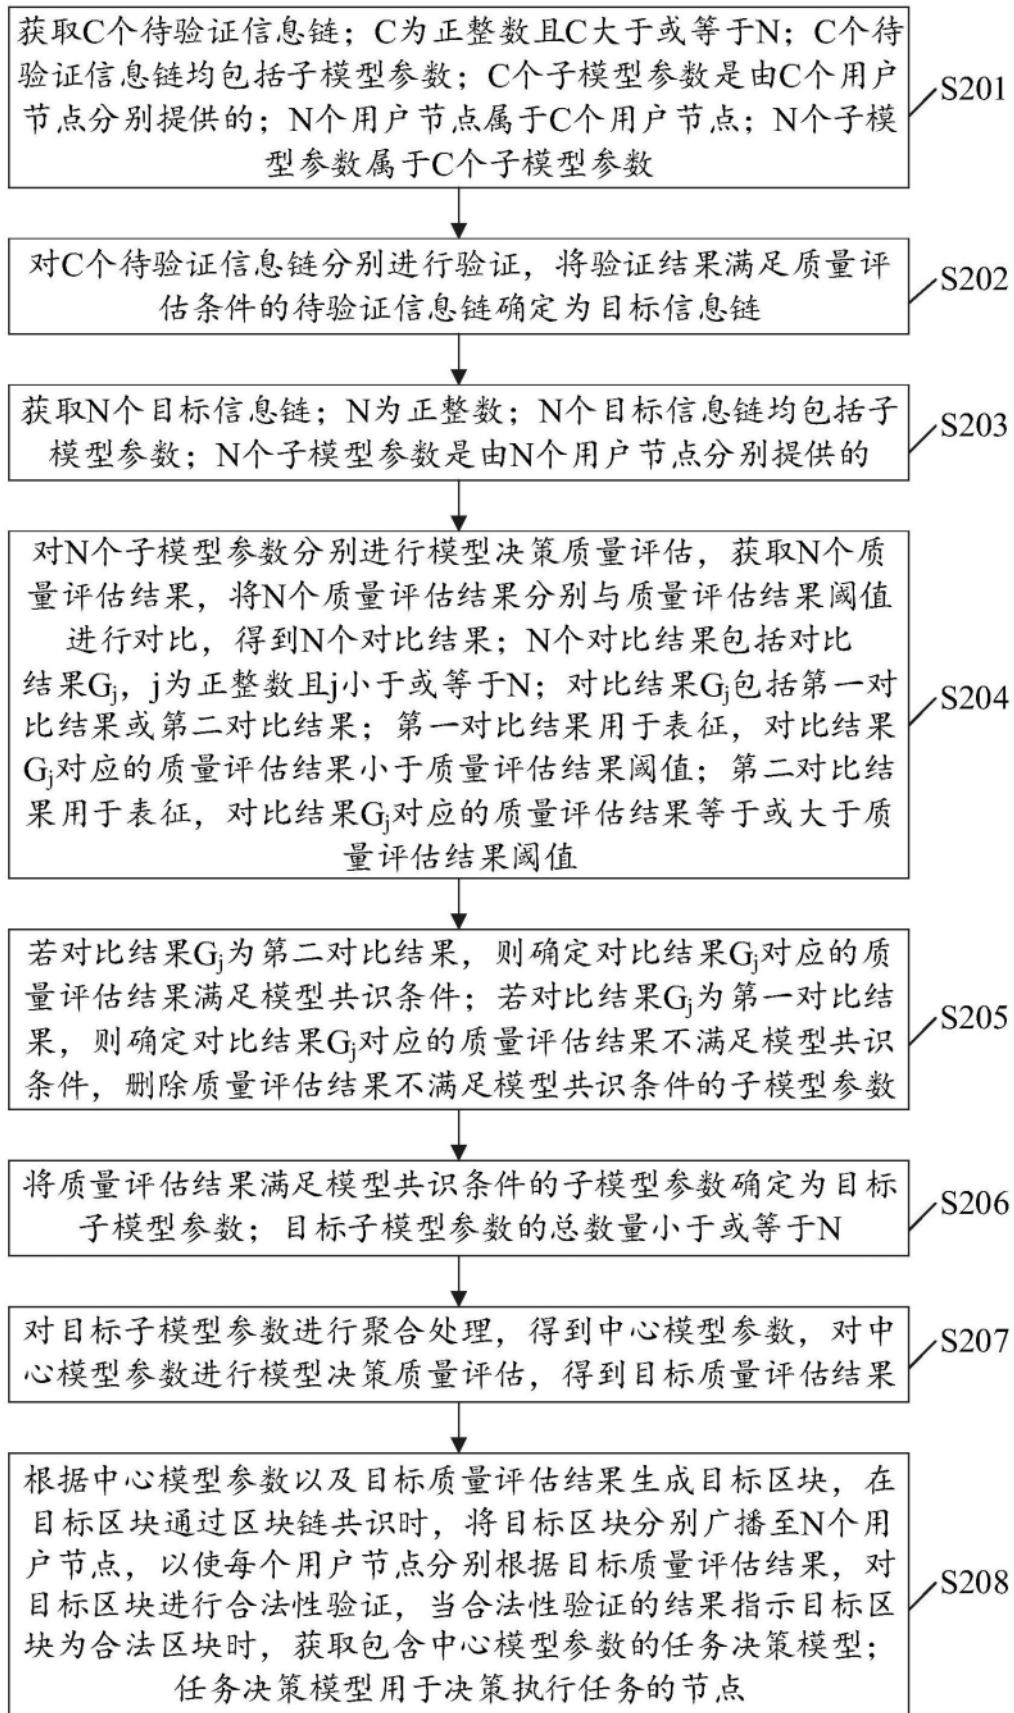 获取C个待验证信息链；C为正整数且C大于或等于N；C个待
验证信息链均包括子模型参数；C个子模型参数是由C个用户
节点分别提供的；N个用户节点属于C个用户节点；N个子模
型参数属于C个子模型参数
S201
对C个待验证信息链分别进行验证，将验证结果满足质量评
估条件的待验证信息链确定为目标信息链
S202
获取N个目标信息链；N为正整数；N个目标信息链均包括子
模型参数；N个子模型参数是由N个用户节点分别提供的
S203
对N个子模型参数分别进行模型决策质量评估，获取N个质
量评估结果，将N个质量评估结果分别与质量评估结果阈值
进行对比，得到N个对比结果；N个对比结果包括对比
结果Gj，j为正整数且j小于或等于N；对比结果Gj包括第一对
比结果或第二对比结果；第一对比结果用于表征，对比结果
Gj对应的质量评估结果小于质量评估结果阈值；第二对比结
果用于表征，对比结果Gj对应的质量评估结果等于或大于质
量评估结果阈值
S204
若对比结果Gj为第二对比结果，则确定对比结果Gj对应的质
量评估结果满足模型共识条件；若对比结果Gj为第一对比结
果，则确定对比结果Gj对应的质量评估结果不满足模型共识
条件，删除质量评估结果不满足模型共识条件的子模型参数
S205
将质量评估结果满足模型共识条件的子模型参数确定为目标
子模型参数；目标子模型参数的总数量小于或等于N
S206
对目标子模型参数进行聚合处理，得到中心模型参数，对中
心模型参数进行模型决策质量评估，得到目标质量评估结果
S207
根据中心模型参数以及目标质量评估结果生成目标区块，在
目标区块通过区块链共识时，将目标区块分别广播至N个用
户节点，以使每个用户节点分别根据目标质量评估结果，对
目标区块进行合法性验证，当合法性验证的结果指示目标区
块为合法区块时，获取包含中心模型参数的任务决策模型；
任务决策模型用于决策执行任务的节点
S208